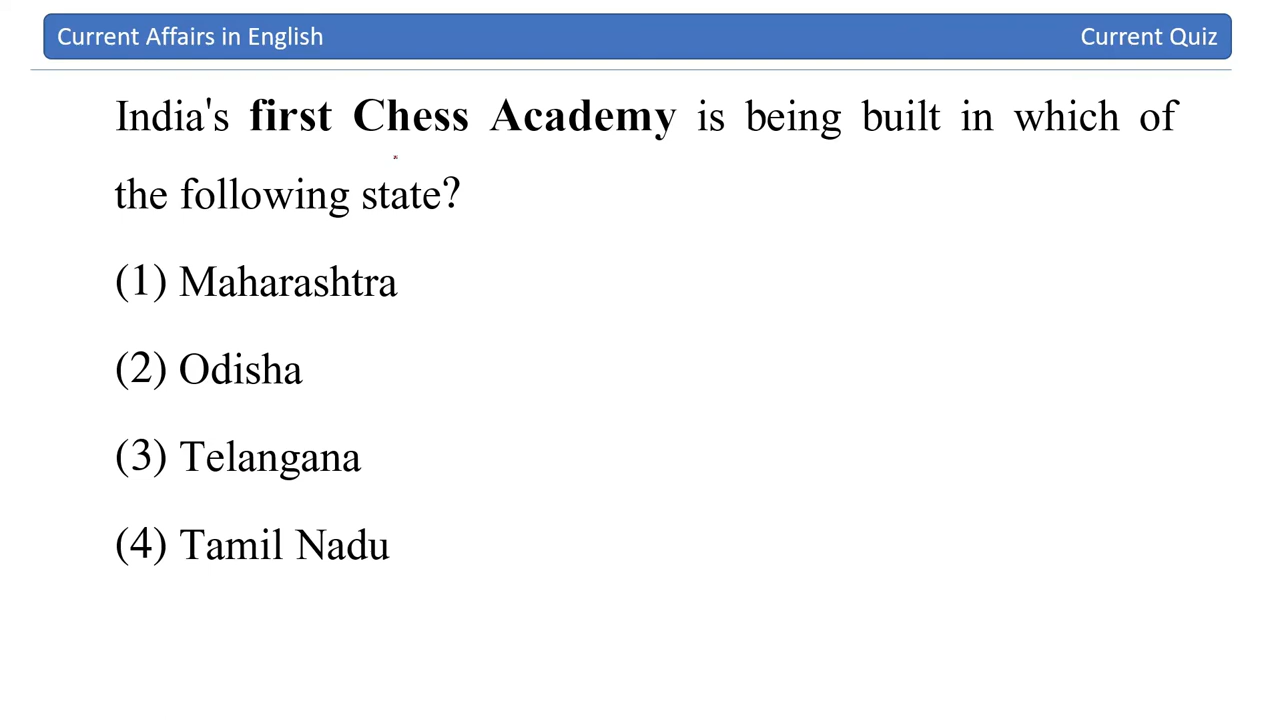 Current Affairs in English Current Quiz
India's first Chess Academy is being built in which of
the following state?
(1) Maharashtra
(2) Odisha
(3) Telangana
(4) Tamil Nadu